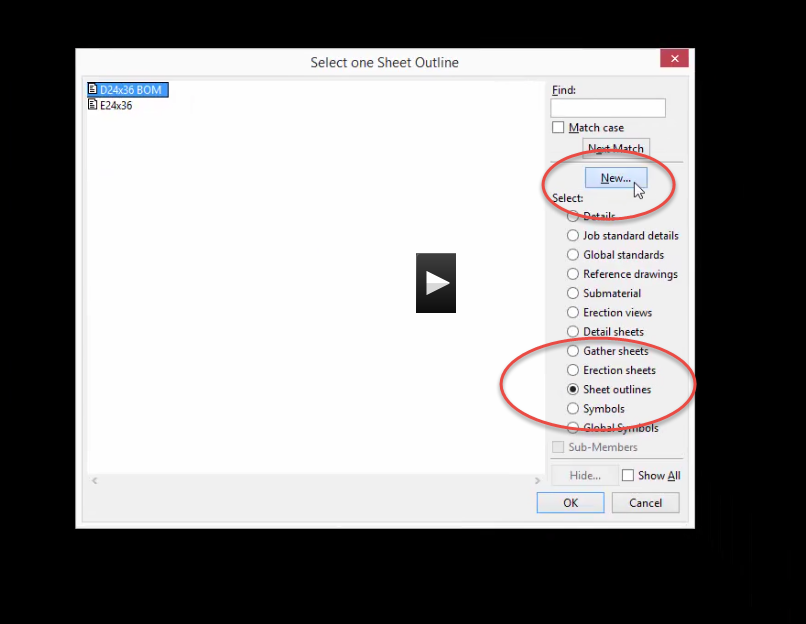 Select one Sheet Outline
D24x36 BOM
E24x36
Find:
Match case
Next Match
New...
Select:
Details
Job standard details
Global standards
Reference drawings
Submaterial
Erection views
Detail sheets
Gather sheets
Erection sheets
Sheet outlines
Symbols
Global Symbols
Sub-Members
Hide... Show All
OK Cancel